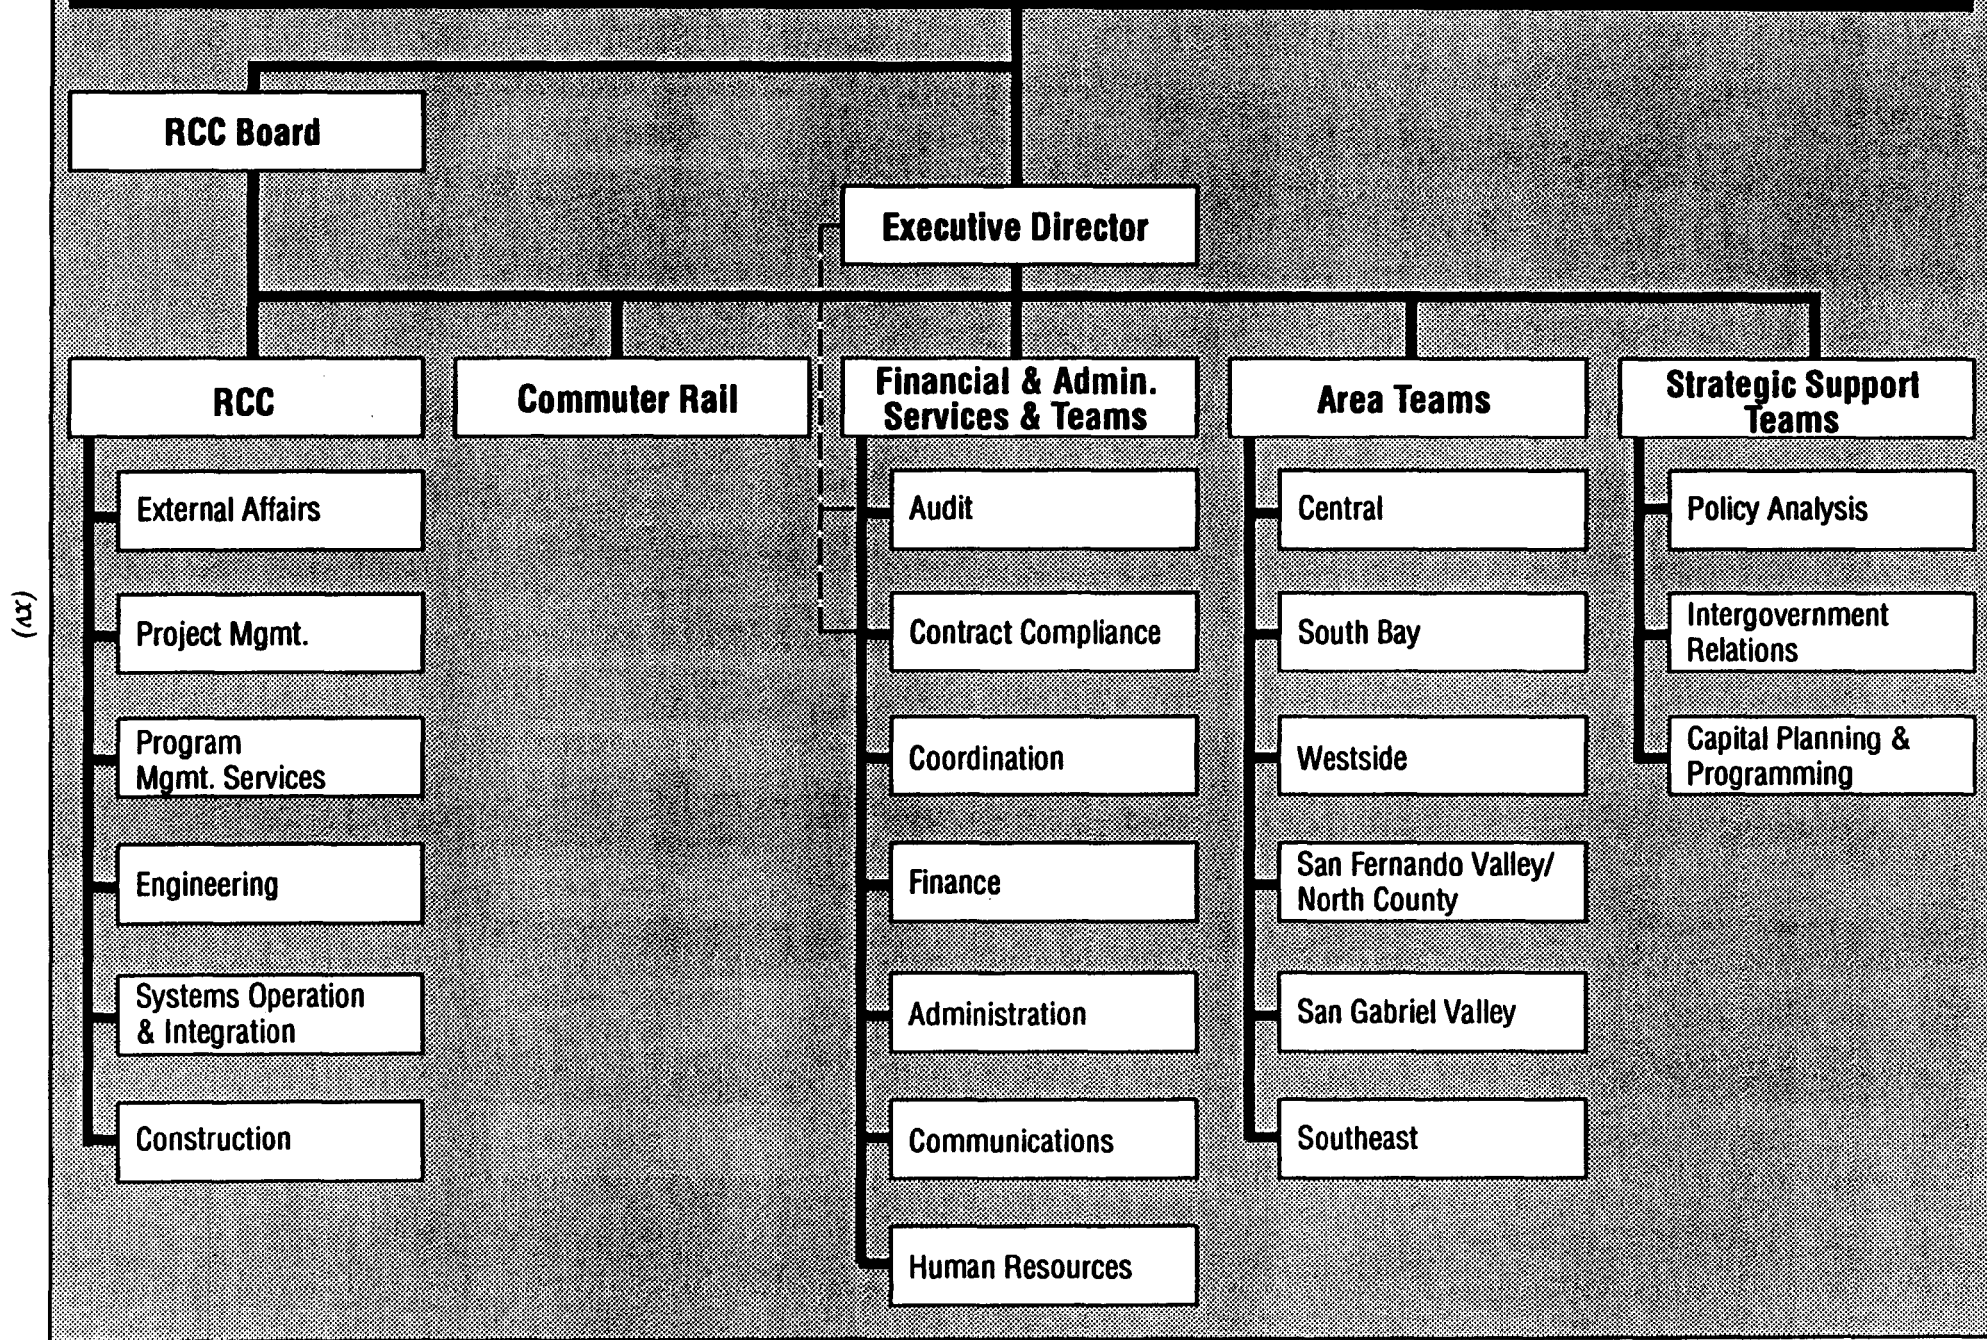 RCC Board
Executive Director
RCC
Commuter Rail
Financial & Admin.
Services & Teams
Area Teams
Strategic Support
Teams
External Affairs
Project Mgmt.
Program
Mgmt. Services
Engineering
Systems Operation
& Integration
Construction
Audit
Contract Compliance
Coordination
Finance
Administration
Communications
Human Resources
Central
South Bay
Westside
San Fernando Valley/
North County
San Gabriel Valley
Southeast
Policy Analysis
Intergovernment
Relations
Capital Planning &
Programming
(xv)